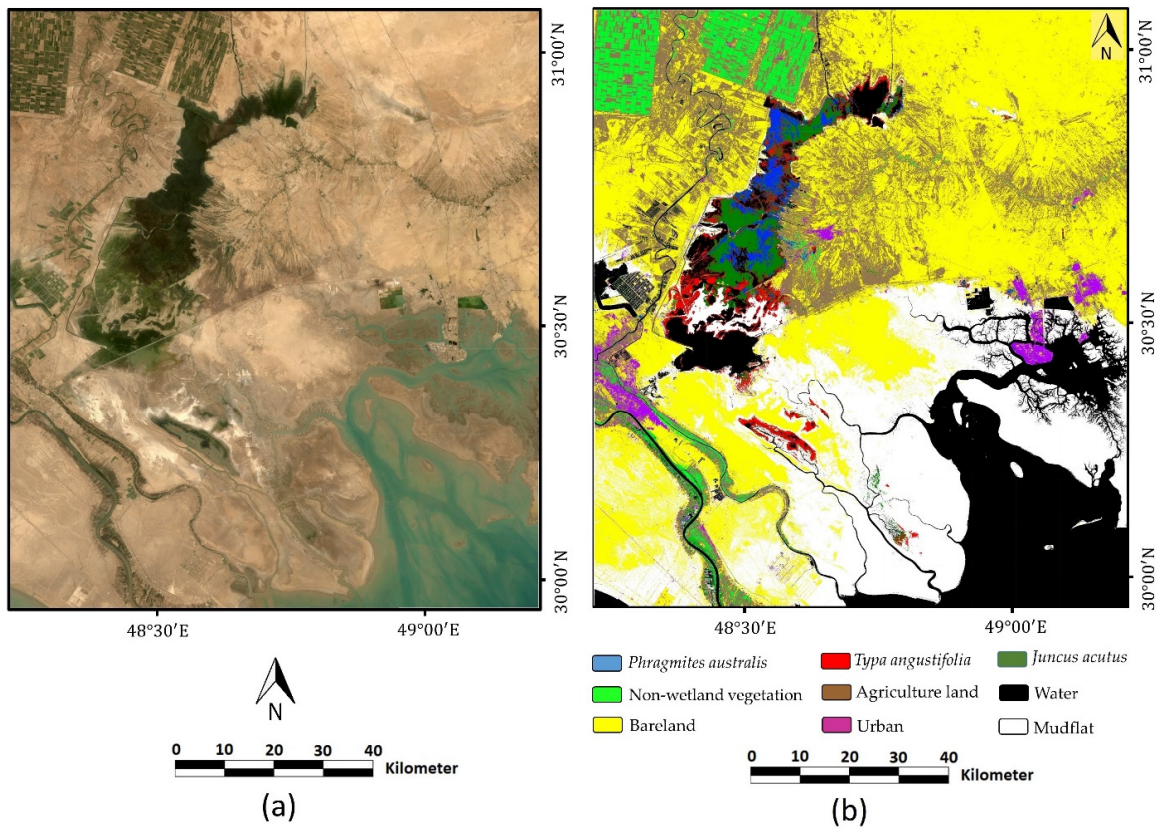 31°00′N
30°30′N
30°00′N
48°30′E
49°00′E
N
0 10 20 30 40
Kilometer
(a)
N
31°00′N
30°30′N
30°00′N
48°30′E
49°00′E
Phragmites australis
Typa angustifolia
Juncus acutus
Non-wetland vegetation
Agriculture land
Water
Bareland
Urban
Mudflat
0 10 20 30 40
Kilometer
(b)